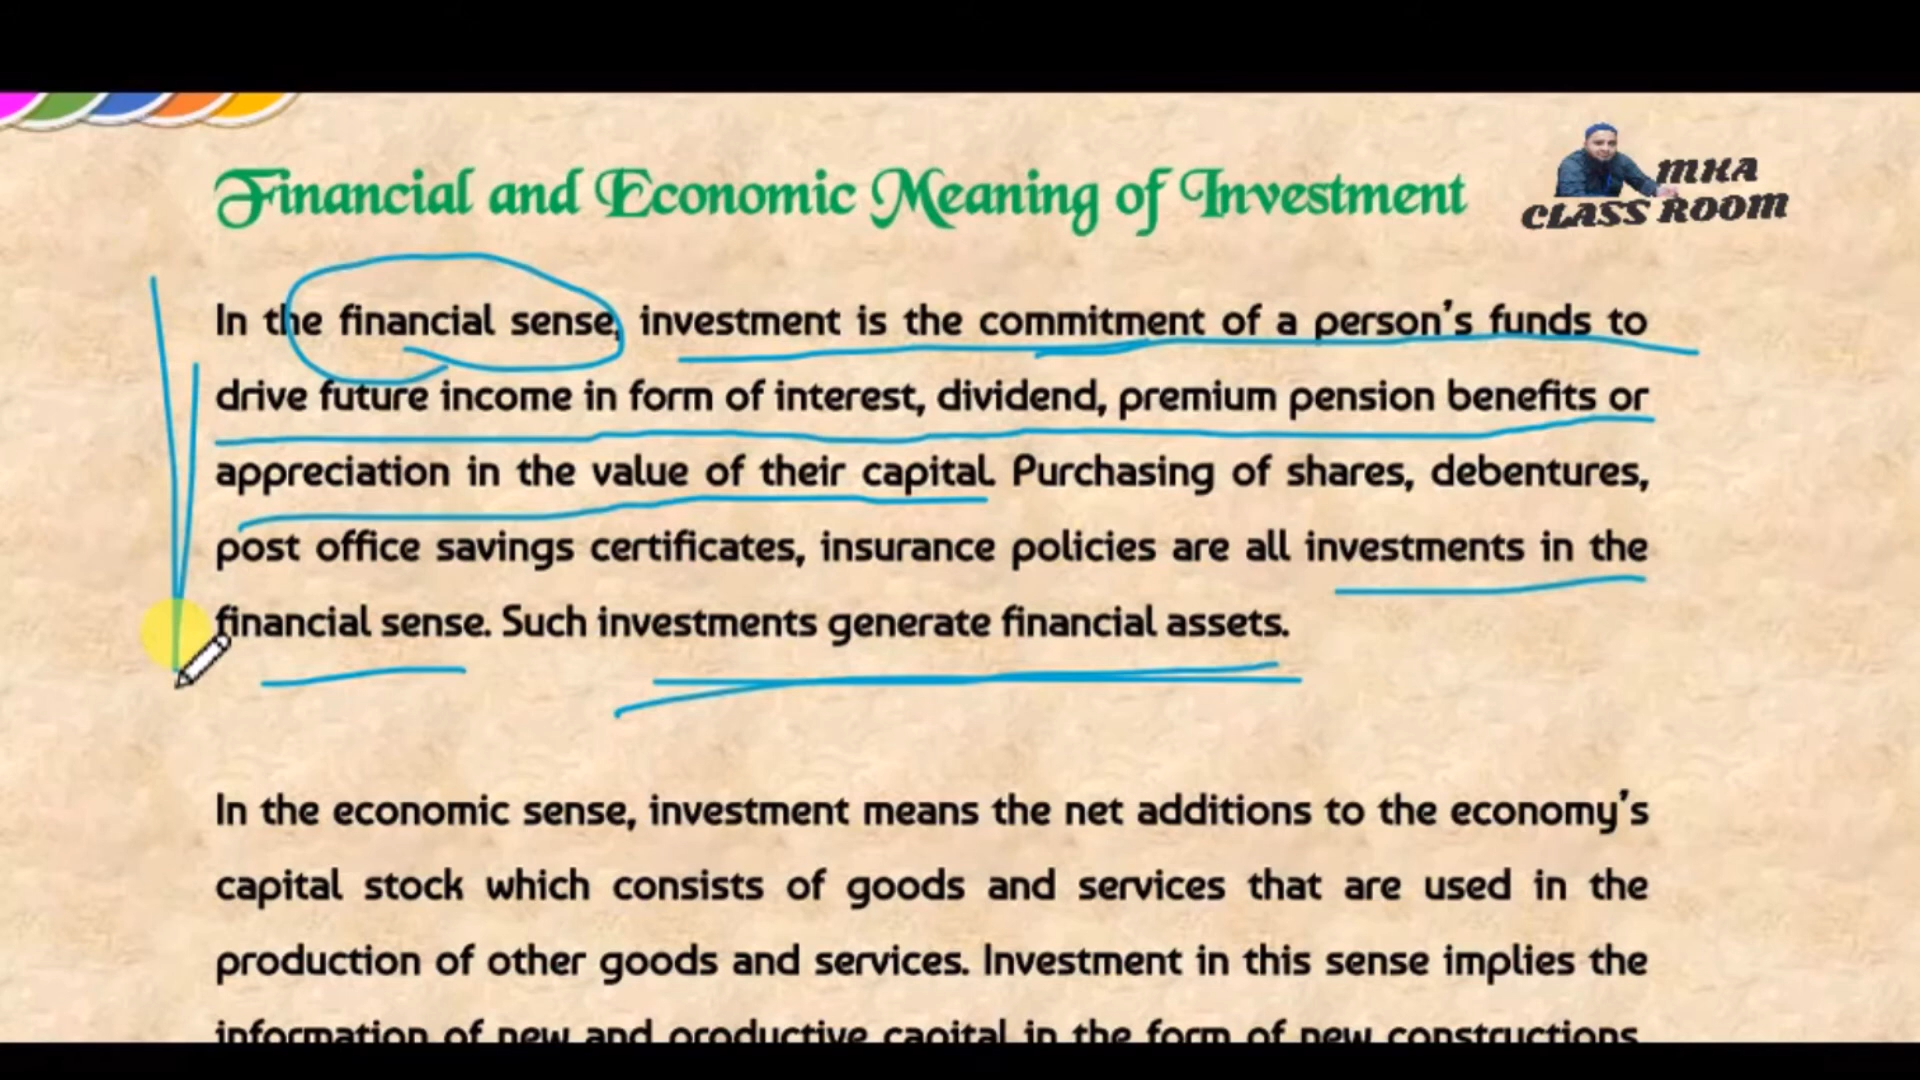 Financial and Economic Meaning of Investment
MKA
CLASS ROOM
In the financial sense, investment is the commitment of a person's funds to
drive future income in form of interest, dividend, premium pension benefits or
appreciation in the value of their capital. Purchasing of shares, debentures,
post office savings certificates, insurance policies are all investments in the
financial sense. Such investments generate financial assets.
In the economic sense, investment means the net additions to the economy's
capital stock which consists of goods and services that are used in the
production of other goods and services. Investment in this sense implies the
information of new and productive capital in the form of new constructions,